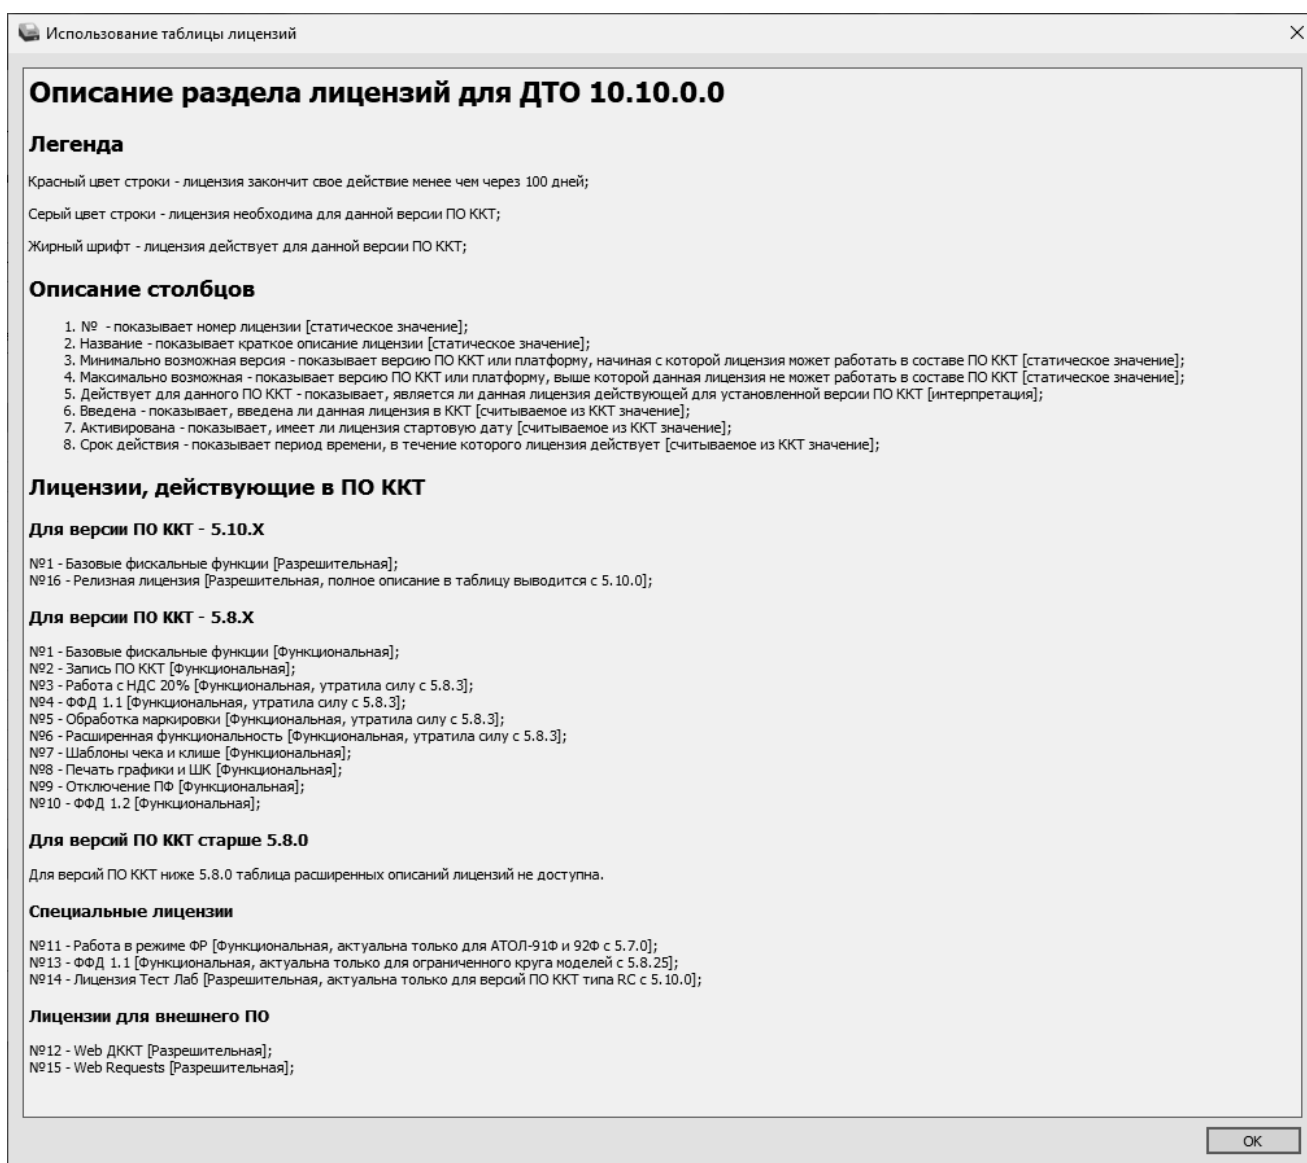 Использование таблицы лицензий
Описание раздела лицензий для ДТО 10.10.0.0
Легенда
Красный цвет строки - лицензия закончит свое действие менее чем через 100 дней;
Серый цвет строки - лицензия необходима для данной версии ПО ККТ;
Жирный шрифт - лицензия действует для данной версии ПО ККТ;
Описание столбцов
1. № - показывает номер лицензии [статическое значение];
2. Название - показывает краткое описание лицензии [статическое значение];
3. Минимально возможная версия - показывает версию ПО ККТ или платформу, начиная с которой лицензия может работать в составе ПО ККТ [статическое значение];
4. Максимально возможная - показывает версию ПО ККТ или платформу, выше которой данная лицензия не может работать в составе ПО ККТ [статическое значение];
5. Действует для данного ПО ККТ - показывает, является ли данная лицензия действующей для установленной версии ПО ККТ [интерпретация];
6. Введена - показывает, введена ли данная лицензия в ККТ [считываемое из ККТ значение];
7. Активирована - показывает, имеет ли лицензия стартовую дату [считываемое из ККТ значение];
8. Срок действия - показывает период времени, в течение которого лицензия действует [считываемое из ККТ значение];
Лицензии, действующие в ПО ККТ
Для версии ПО ККТ - 5.10.X
№1 - Базовые фискальные функции [Разрешительная];
№16 - Релизная лицензия [Разрешительная, полное описание в таблицу выводится с 5.10.0];
Для версии ПО ККТ - 5.8.X
№1 - Базовые фискальные функции [Функциональная];
№2 - Запись ПО ККТ [Функциональная];
№3 - Работа с НДС 20% [Функциональная, утратила силу с 5.8.3];
№4 - ФФД 1.1 [Функциональная, утратила силу с 5.8.3];
№5 - Обработка маркировки [Функциональная, утратила силу с 5.8.3];
№6 - Расширенная функциональность [Функциональная, утратила силу с 5.8.3];
№7 - Шаблоны чека и клише [Функциональная];
№8 - Печать графики и ШК [Функциональная];
№9 - Отключение ПФ [Функциональная];
№10 - ФФД 1.2 [Функциональная];
Для версий ПО ККТ старше 5.8.0
Для версий ПО ККТ ниже 5.8.0 таблица расширенных описаний лицензий не доступна.
Специальные лицензии
№11 - Работа в режиме ФР [Функциональная, актуальна только для АТОЛ-91Ф и 92Ф с 5.7.0];
№13 - ФФД 1.1 [Функциональная, актуальна только для ограниченного круга моделей с 5.8.25];
№14 - Лицензия Тест Лаб [Разрешительная, актуальна только для версий ПО ККТ типа RC с 5.10.0];
Лицензии для внешнего ПО
№12 - Web ДККТ [Разрешительная];
№15 - Web Requests [Разрешительная];
OK